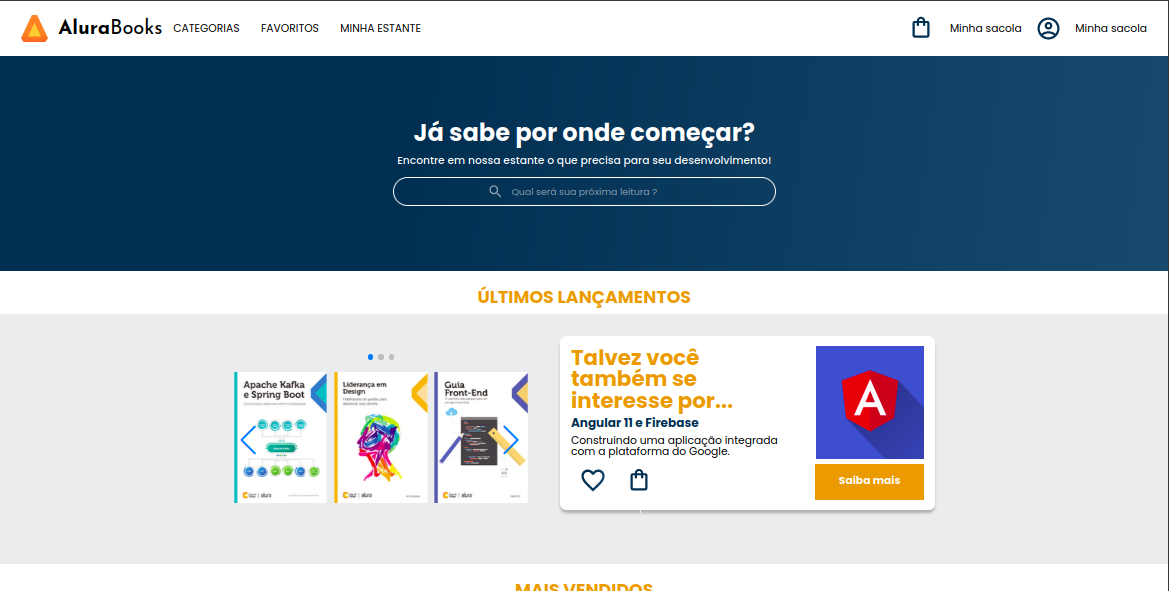 AluraBooks CATEGORIAS FAVORITOS MINHA ESTANTE Minha sacola Minha sacola
Já sabe por onde começar?
Encontre em nossa estante o que precisa para seu desenvolvimento!
Qual será sua próxima leitura ?
ÚLTIMOS LANÇAMENTOS
Apache Kafka
e Spring Boot
alura
Liderança em
Design
alura
Guia
Front-End
alura
Talvez você
também se
interesse por...
Angular 11 e Firebase
Construindo uma aplicação integrada
com a plataforma do Google.
A
Saiba mais
MAIS VENDIDOS